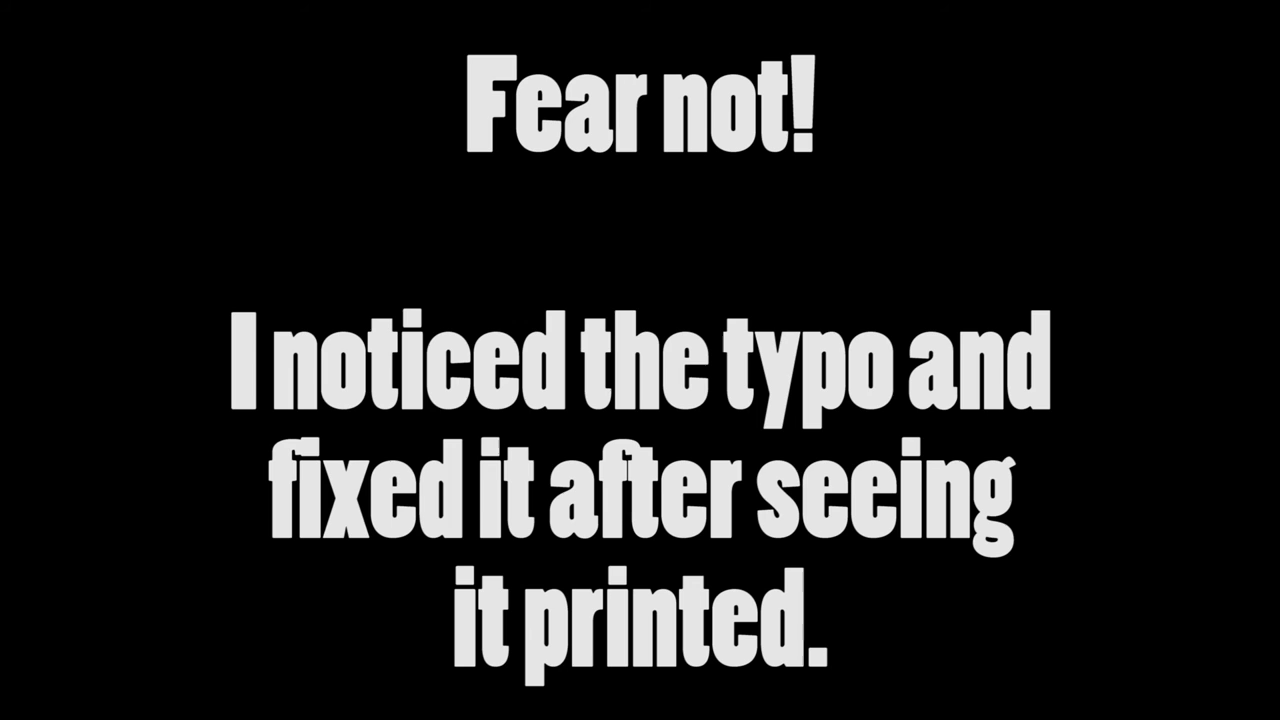 Fear not!
I noticed the typo and
fixed it after seeing
it printed.